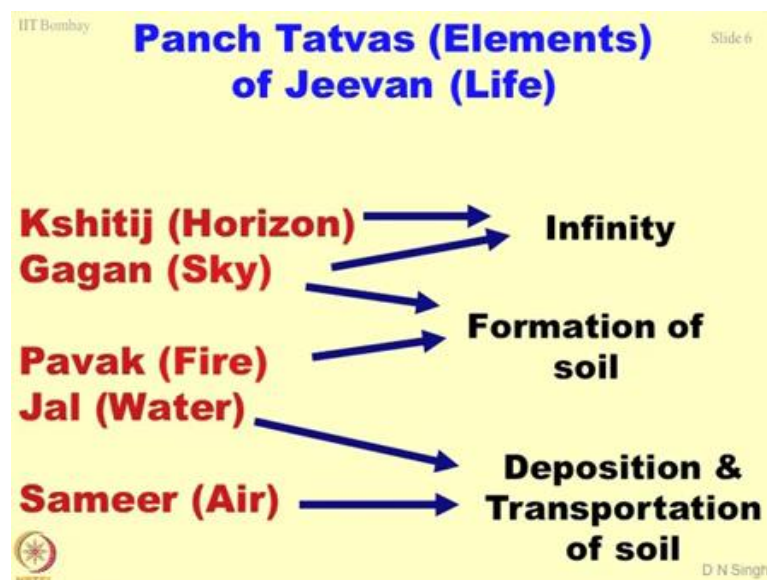 IIT Bombay
Slide 6
Panch Tatvas (Elements)
of Jeevan (Life)
Kshitij (Horizon)
Infinity
Gagan (Sky)
Formation of
soil
Pavak (Fire)
Jal (Water)
Deposition &
Transportation
of soil
Sameer (Air)
D N Singh